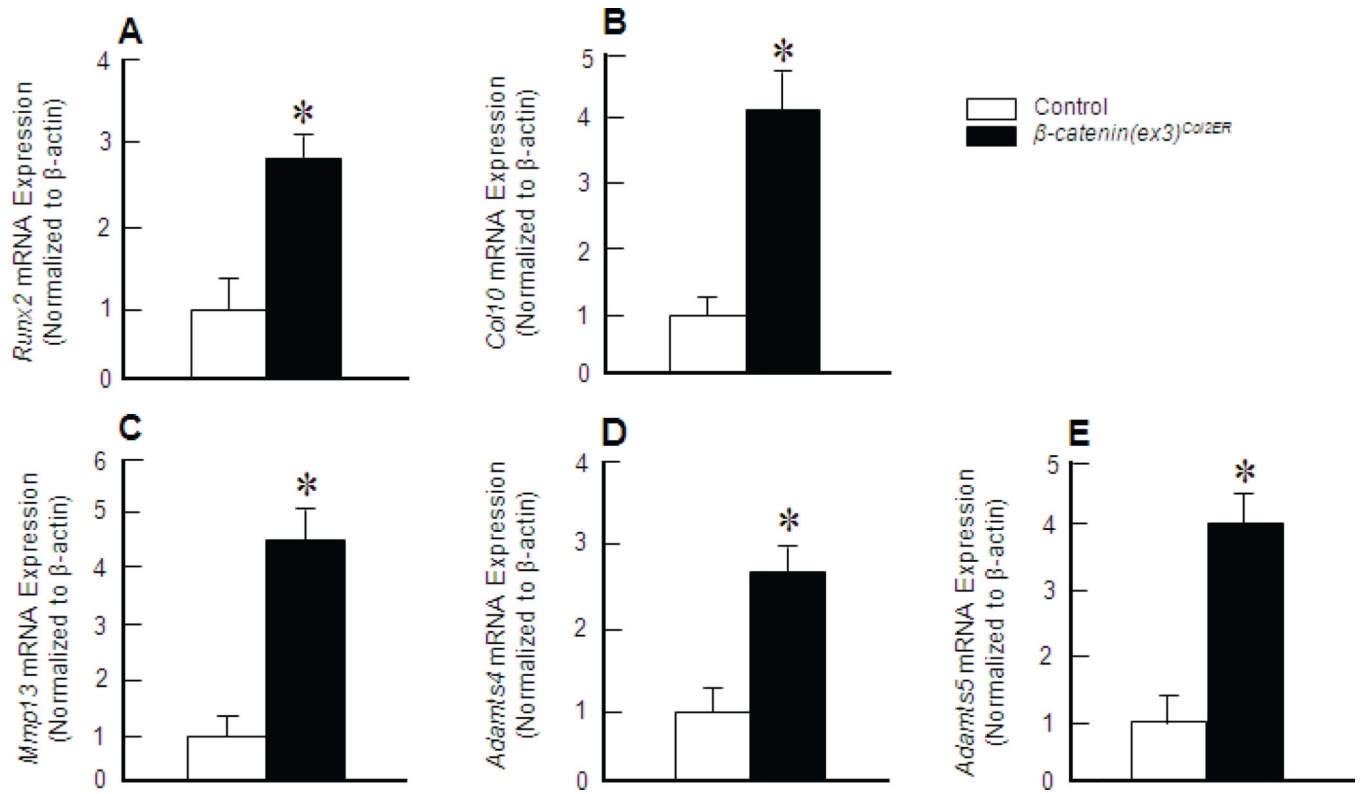 A
Runx2 mRNA Expression
(Normalized to β-actin)
4
3
2
1
0
*
B
Col10 mRNA Expression
(Normalized to β-actin)
5
4
3
2
1
0
*
Control
β-catenin(ex3)Col2ER
C
Mmp13 mRNA Expression
(Normalized to β-actin)
6
5
4
3
2
1
0
*
D
Adamts4 mRNA Expression
(Normalized to β-actin)
4
3
2
1
0
*
E
Adamts5 mRNA Expression
(Normalized to β-actin)
5
4
3
2
1
0
*